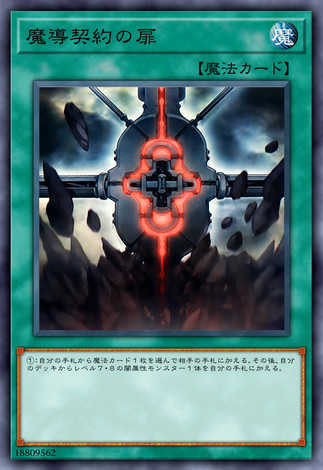 魔導契約の扉
魔
【魔法カード】
①：自分の手札から魔法カード１枚を選んで相手の手札に加える。その後、自分
のデッキからレベル７・８の闇属性モンスター１体を自分の手札に加える。
18809562